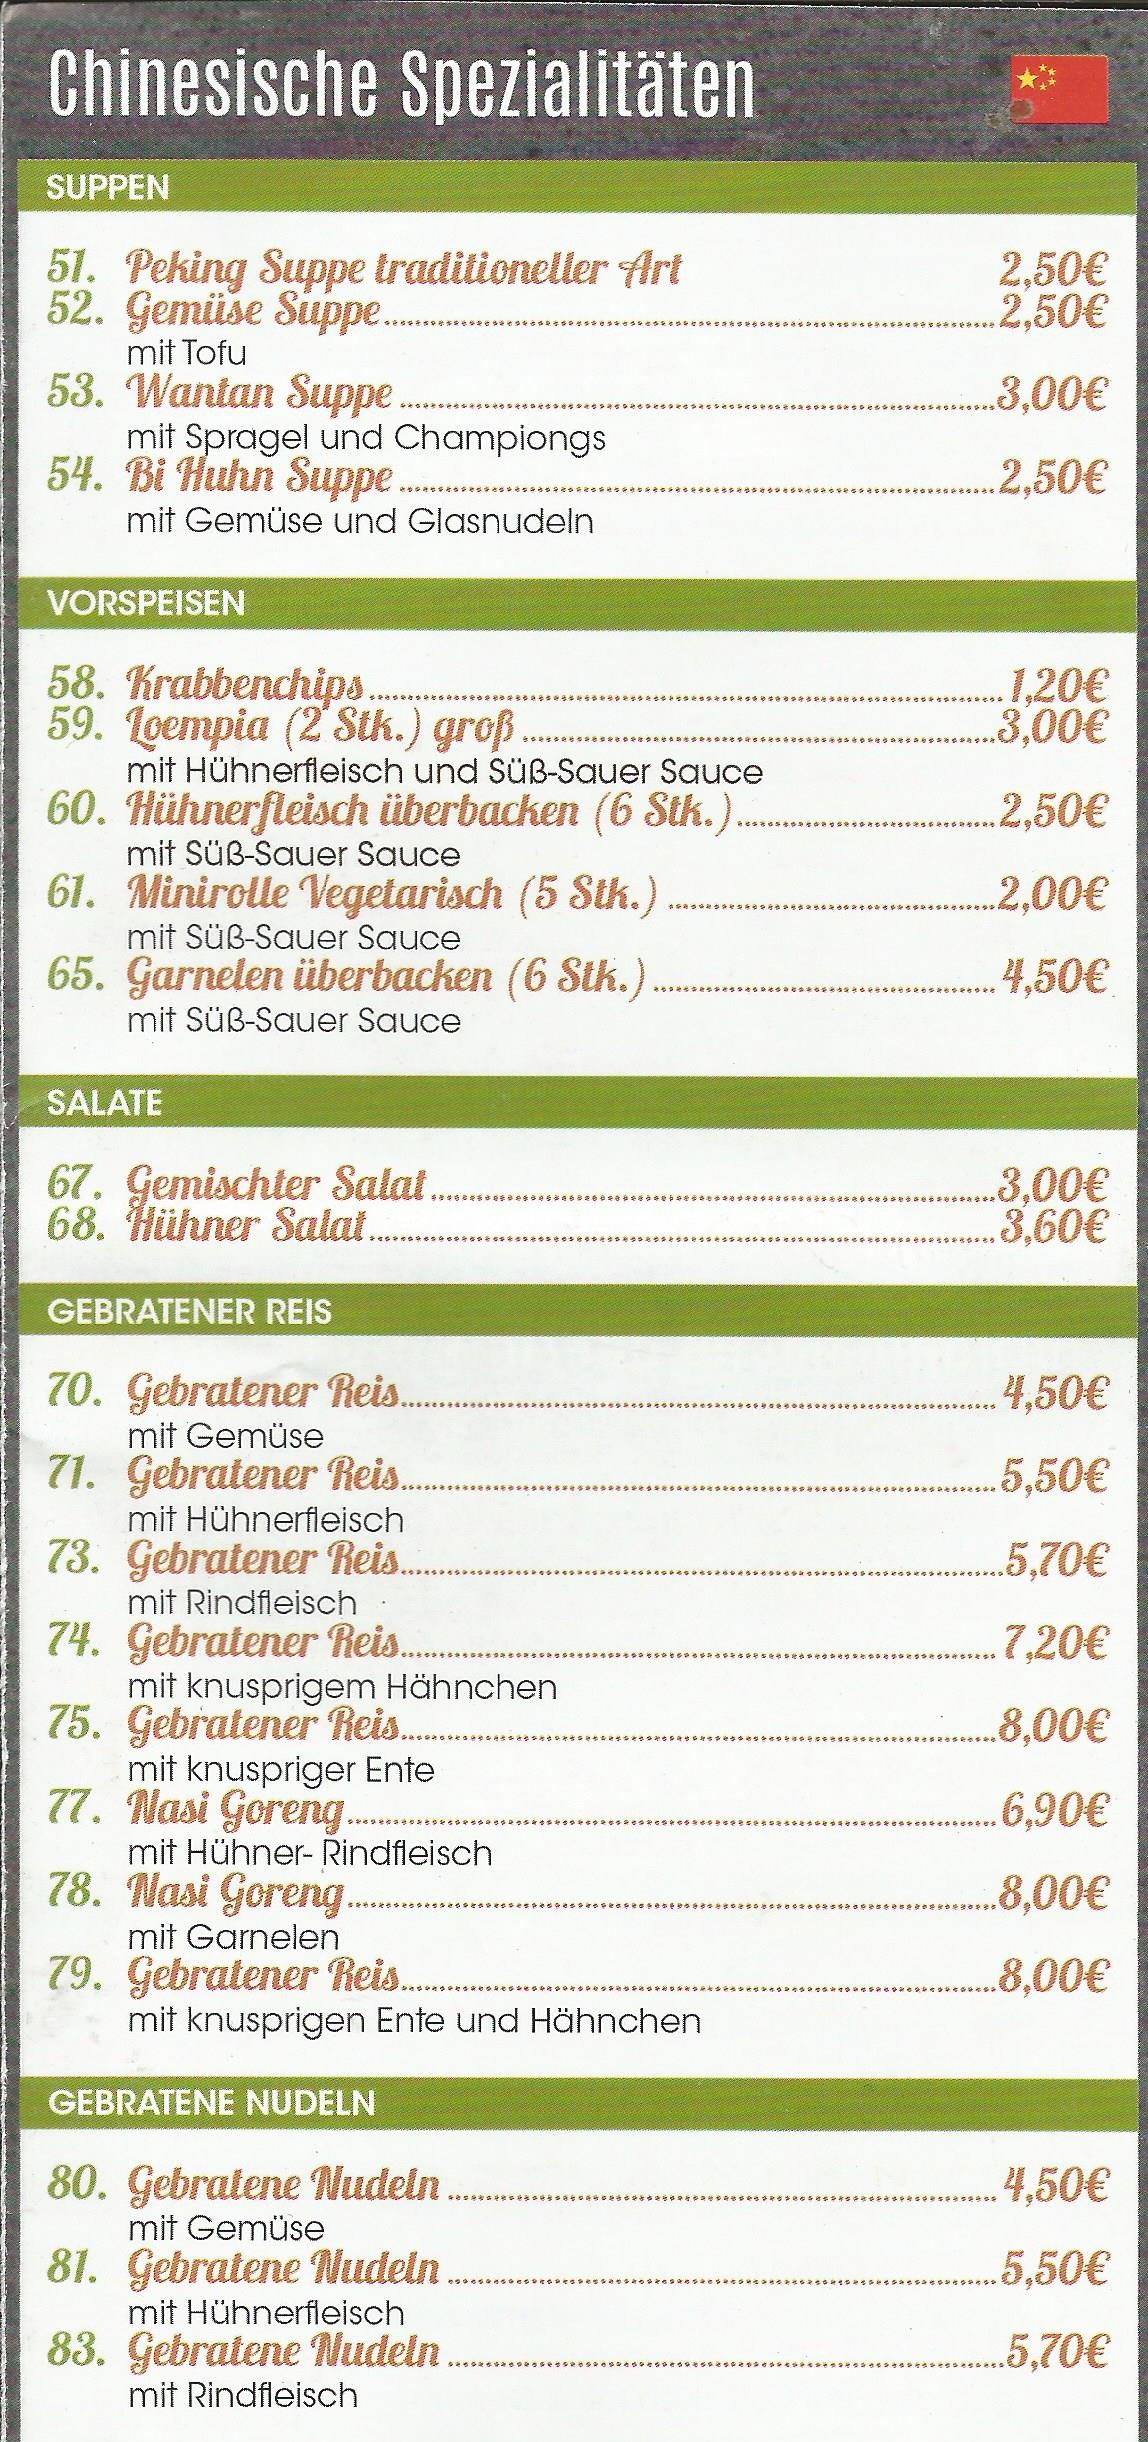 Chinesische Spezialitäten
SUPPEN
51. Peking Suppe traditioneller Art 2,50€
52. Gemüse Suppe 2,50€
mit Tofu
53. Wantan Suppe 3,00€
mit Spragel und Championgs
54. Bi Huhn Suppe 2,50€
mit Gemüse und Glasnudeln
VORSPEISEN
58. Krabbenchips 1,20€
59. Loempia (2 Stk.) groß 3,00€
mit Hühnerfleisch und Süß-Sauer Sauce
60. Hühnerfleisch überbacken (6 Stk.) 2,50€
mit Süß-Sauer Sauce
61. Minirolle Vegetarisch (5 Stk.) 2,00€
mit Süß-Sauer Sauce
65. Garnelen überbacken (6 Stk.) 4,50€
mit Süß-Sauer Sauce
SALATE
67. Gemischter Salat 3,00€
68. Hühner Salat 3,60€
GEBRATENER REIS
70. Gebratener Reis 4,50€
mit Gemüse
71. Gebratener Reis 5,50€
mit Hühnerfleisch
73. Gebratener Reis 5,70€
mit Rindfleisch
74. Gebratener Reis 7,20€
mit knusprigem Hähnchen
75. Gebratener Reis 8,00€
mit knuspriger Ente
77. Nasi Goreng 6,90€
mit Hühner- Rindfleisch
78. Nasi Goreng 8,00€
mit Garnelen
79. Gebratener Reis 8,00€
mit knusprigen Ente und Hähnchen
GEBRATENE NUDELN
80. Gebratene Nudeln 4,50€
mit Gemüse
81. Gebratene Nudeln 5,50€
mit Hühnerfleisch
83. Gebratene Nudeln 5,70€
mit Rindfleisch